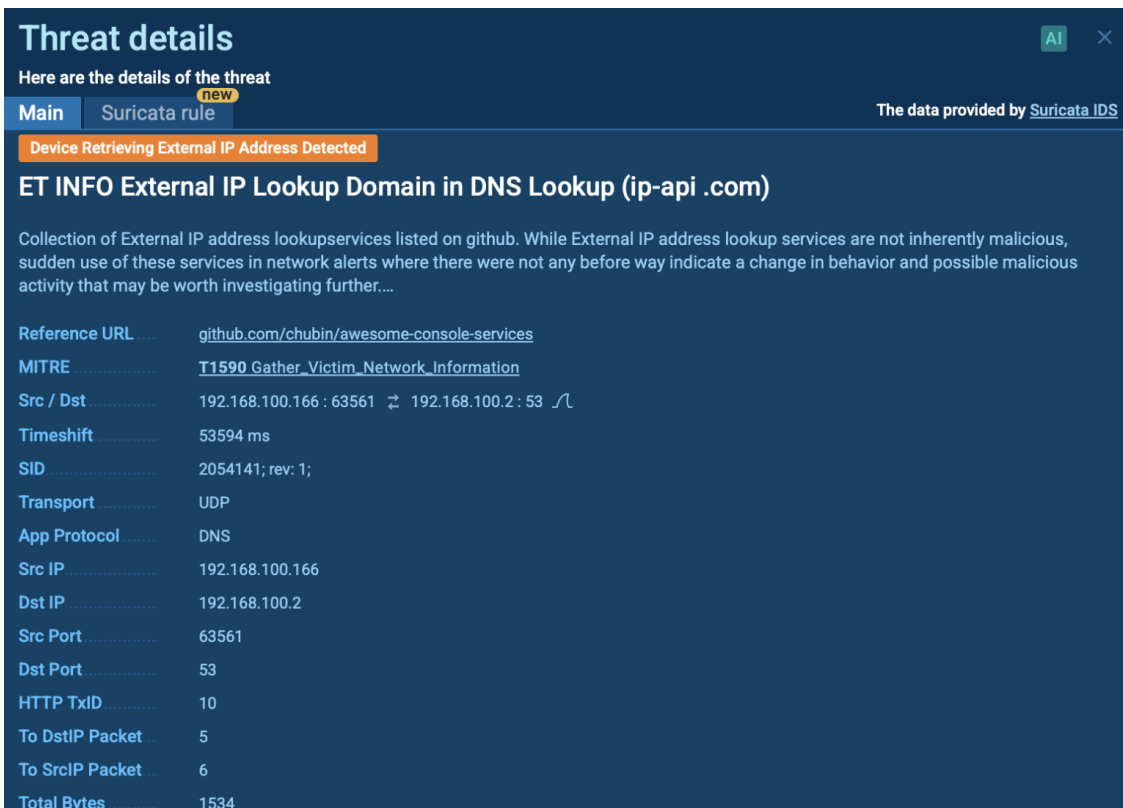 Threat details
AI
Here are the details of the threat
Main
Suricata rule
new
The data provided by Suricata IDS
Device Retrieving External IP Address Detected
ET INFO External IP Lookup Domain in DNS Lookup (ip-api .com)
Collection of External IP address lookupservices listed on github. While External IP address lookup services are not inherently malicious,
sudden use of these services in network alerts where there were not any before way indicate a change in behavior and possible malicious
activity that may be worth investigating further....
Reference URL ..... github.com/chubin/awesome-console-services
MITRE ..... T1590 Gather_Victim_Network_Information
Src / Dst ..... 192.168.100.166 : 63561 ⇄ 192.168.100.2 : 53
Timeshift ..... 53594 ms
SID ..... 2054141; rev: 1;
Transport ..... UDP
App Protocol ..... DNS
Src IP ..... 192.168.100.166
Dst IP ..... 192.168.100.2
Src Port ..... 63561
Dst Port ..... 53
HTTP TxID ..... 10
To DstIP Packet ... 5
To SrcIP Packet ... 6
Total Bytes ..... 1534